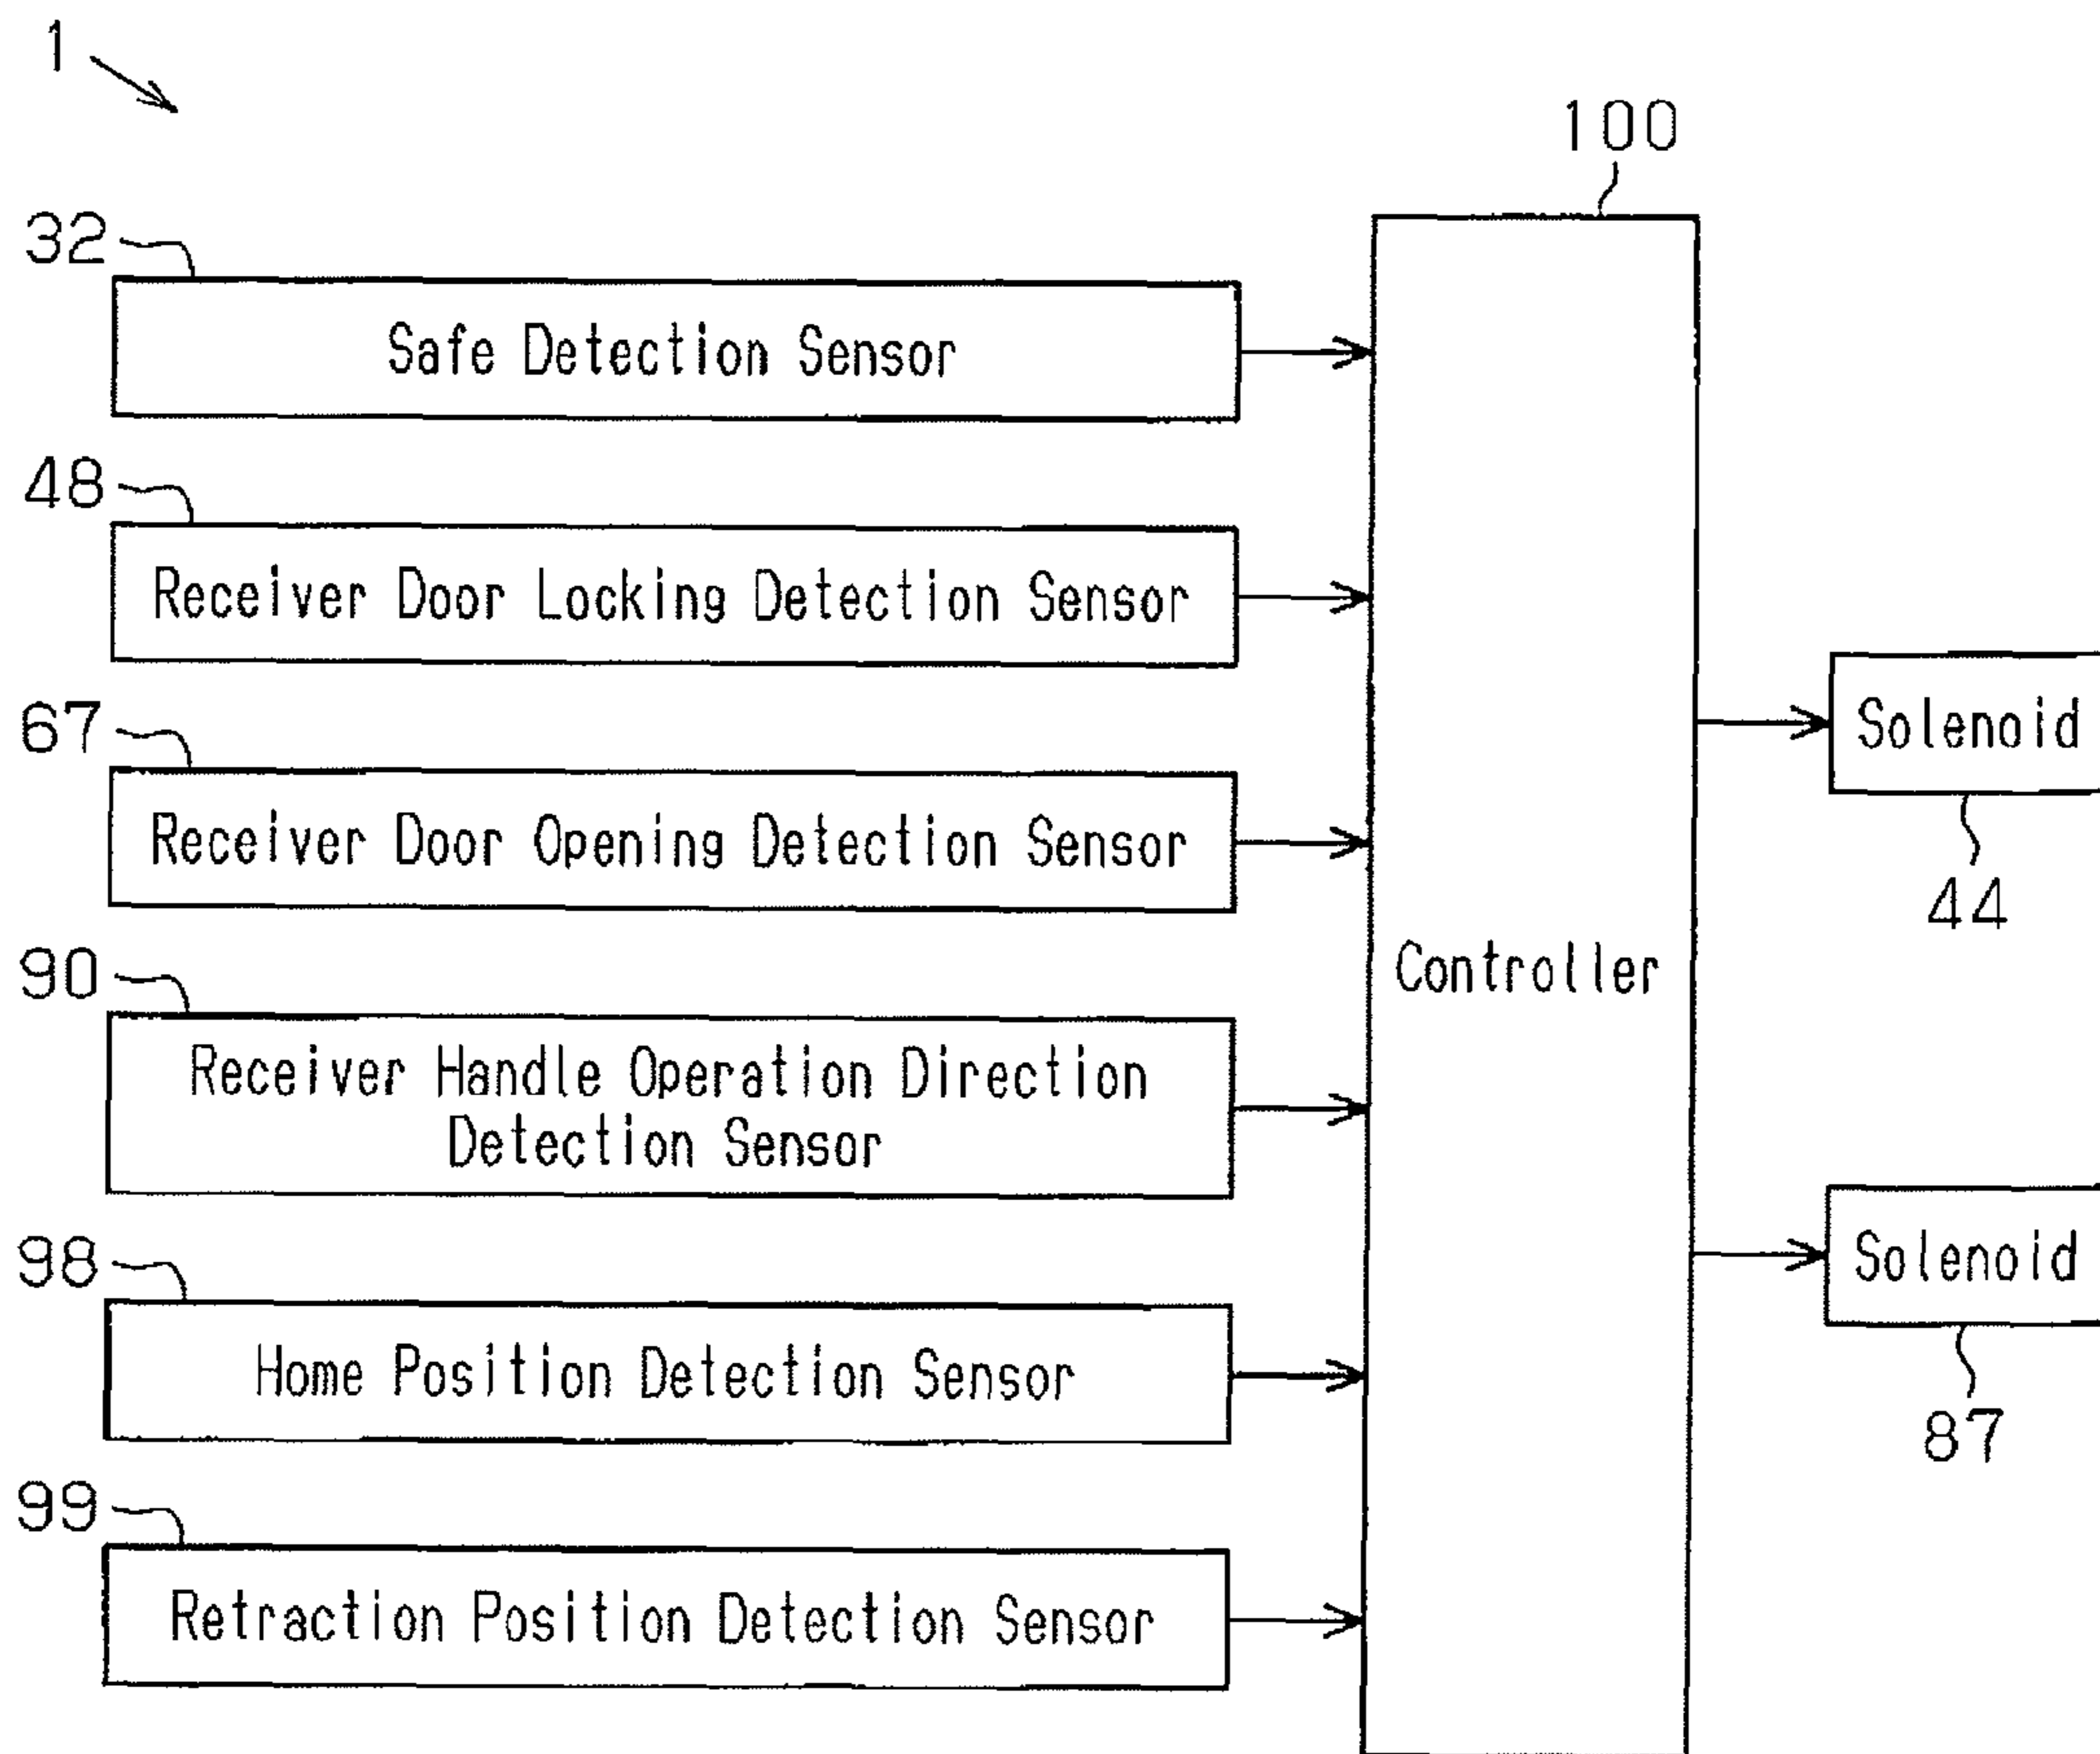 1
100
32
Safe Detection Sensor
48
Receiver Door Locking Detection Sensor
67
Receiver Door Opening Detection Sensor
90
Receiver Handle Operation Direction
Detection Sensor
98
Home Position Detection Sensor
99
Retraction Position Detection Sensor
Controller
Solenoid
44
Solenoid
87